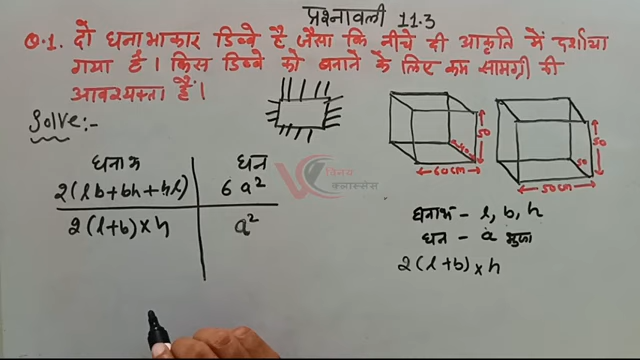 प्रश्नावली 11.3
Q.1. दो घनाभाकार डिब्बे है जैसा कि नीचे दी आकृति में दर्शाया
गया है। किस डिब्बे को बनाने के लिए कम सामग्री की
आवश्यकता है।
Solve:-
घनाभ घन
2(lb+bh+hl) 6a²
2(l+b)×h a²
50
60cm
50
50
50cm
विनय क्लासेस
घनाभ - l, b, h
घन - a भुजा
2(l+b)×h